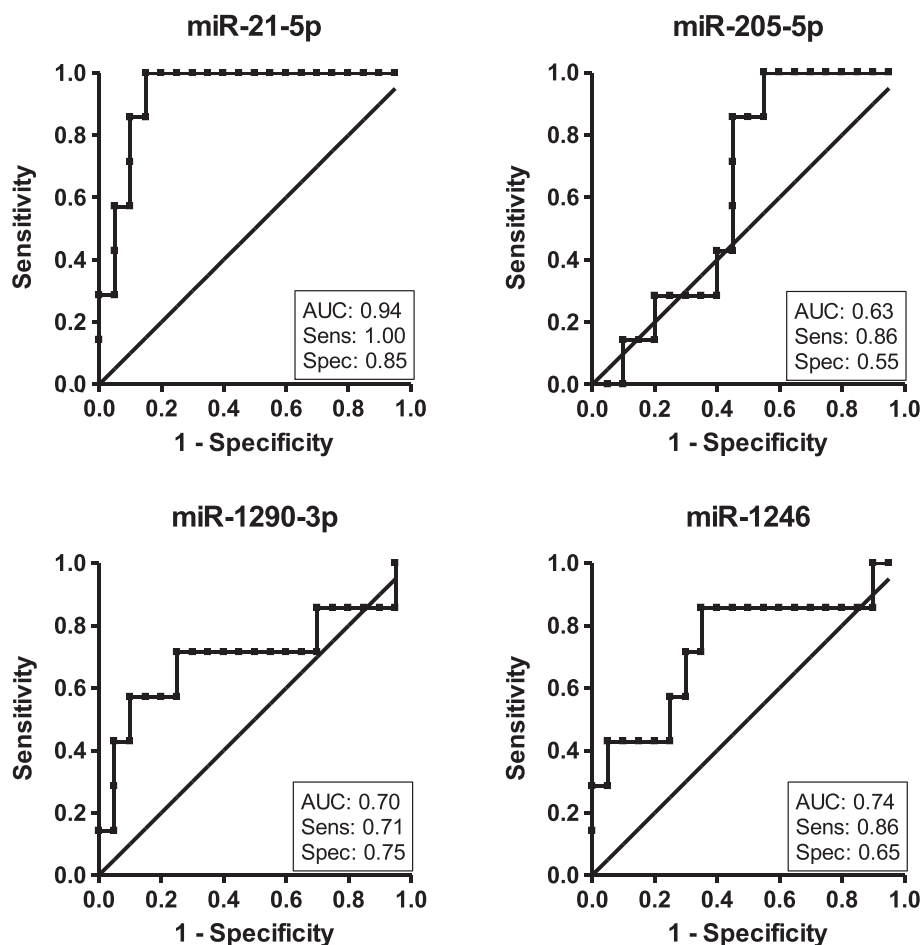 miR-21-5p
1.0
0.8
0.6
0.4
0.2
0.0
Sensitivity
AUC: 0.94
Sens: 1.00
Spec: 0.85
0.0 0.2 0.4 0.6 0.8 1.0
1 - Specificity
miR-205-5p
1.0
0.8
0.6
0.4
0.2
0.0
Sensitivity
AUC: 0.63
Sens: 0.86
Spec: 0.55
0.0 0.2 0.4 0.6 0.8 1.0
1 - Specificity
miR-1290-3p
1.0
0.8
0.6
0.4
0.2
0.0
Sensitivity
AUC: 0.70
Sens: 0.71
Spec: 0.75
0.0 0.2 0.4 0.6 0.8 1.0
1 - Specificity
miR-1246
1.0
0.8
0.6
0.4
0.2
0.0
Sensitivity
AUC: 0.74
Sens: 0.86
Spec: 0.65
0.0 0.2 0.4 0.6 0.8 1.0
1 - Specificity